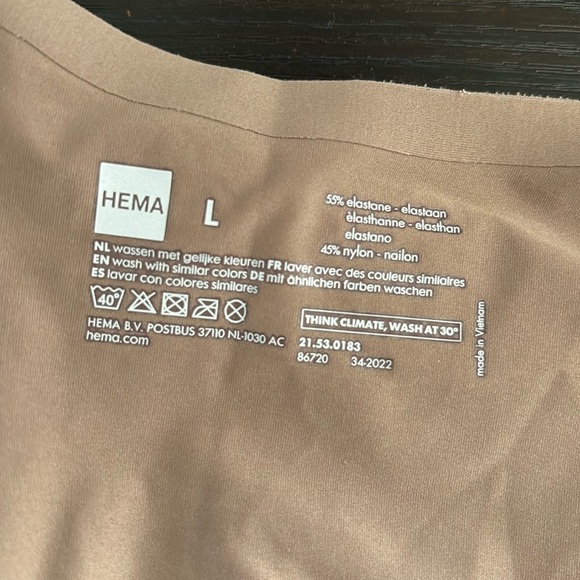 HEMA
L
55% elastane - elastaan
èlasthanne - elasthan
elastano
45% nylon - nailon
NL wassen met gelijke kleuren FR laver avec des couleurs similaires
EN wash with similar colors DE mit ähnlichen farben waschen
ES lavar con colores similares
40°
THINK CLIMATE, WASH AT 30°
HEMA B.V. POSTBUS 37110 NL-1030 AC
hema.com
21.53.0183
86720 34-2022
made in Vietnam